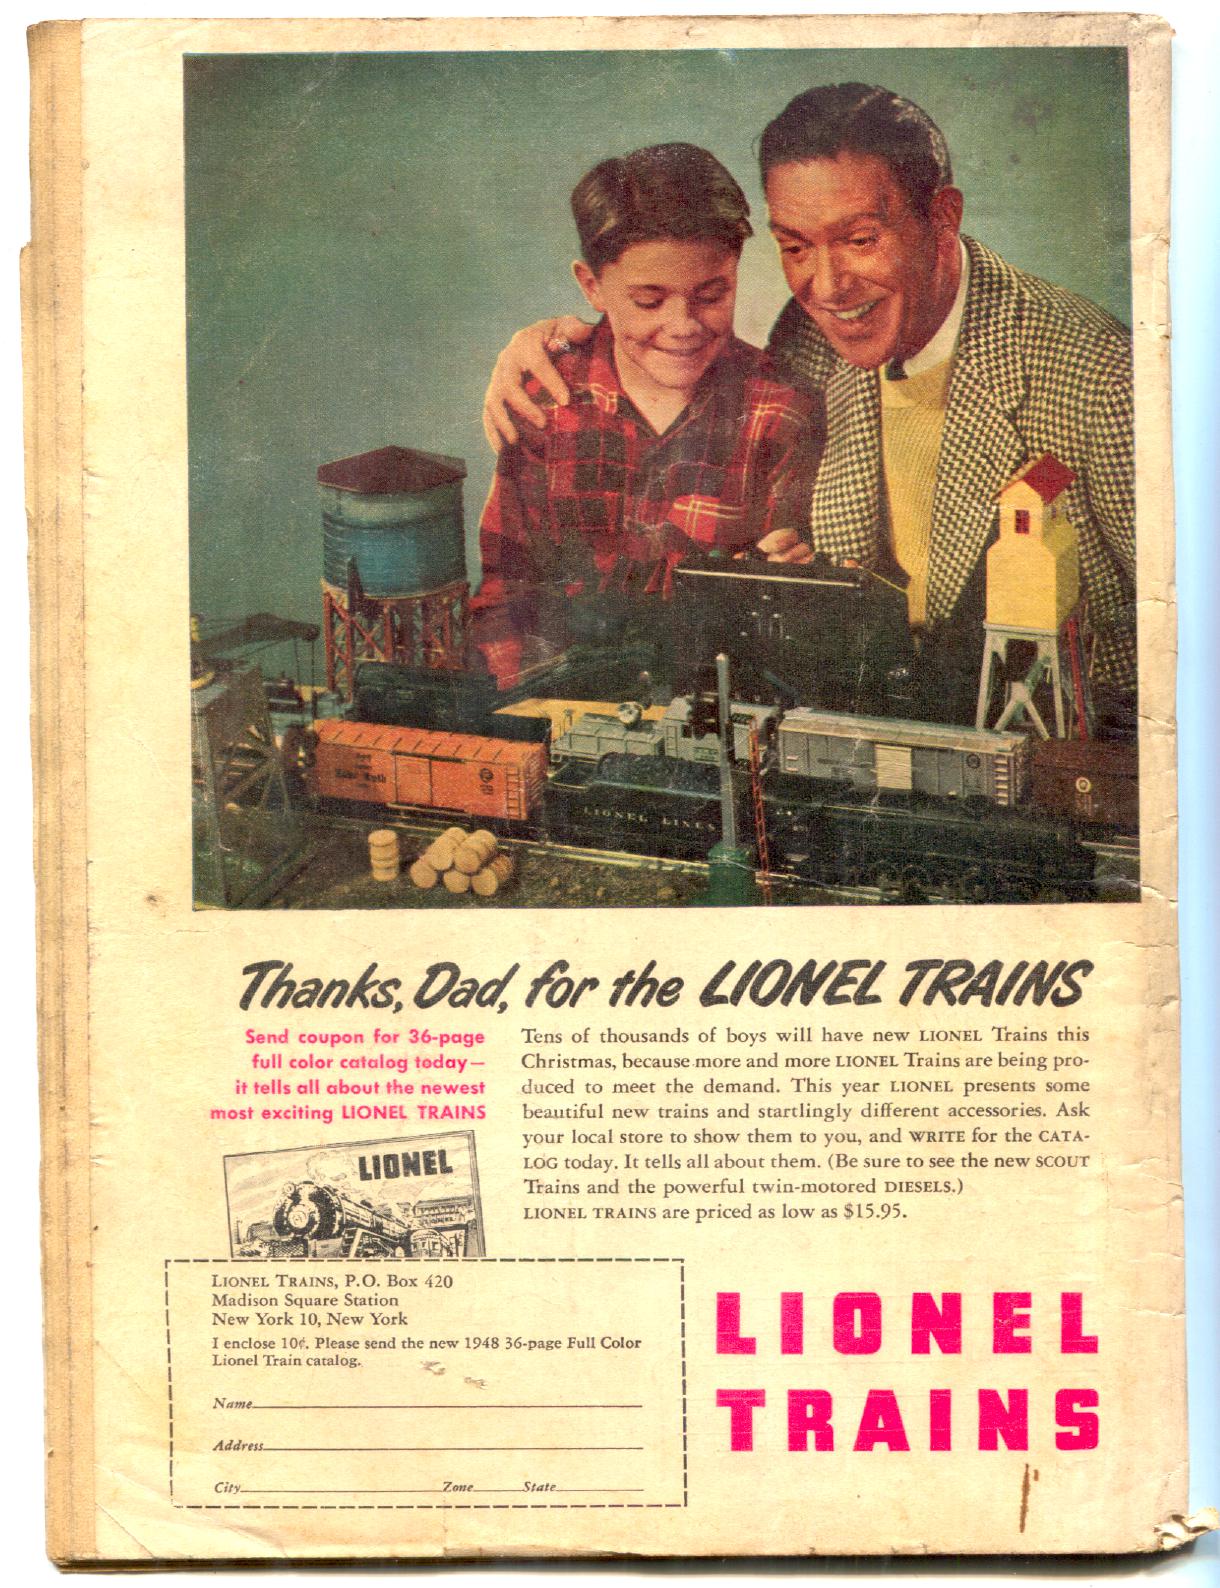 Baby Ruth
LIONEL LINES
Thanks, Dad, for the LIONEL TRAINS
Send coupon for 36-page
full color catalog today—
it tells all about the newest
most exciting LIONEL TRAINS
LIONEL
LIONEL
Tens of thousands of boys will have new LIONEL Trains this
Christmas, because more and more LIONEL Trains are being pro-
duced to meet the demand. This year LIONEL presents some
beautiful new trains and startlingly different accessories. Ask
your local store to show them to you, and WRITE for the CATA-
LOG today. It tells all about them. (Be sure to see the new SCOUT
Trains and the powerful twin-motored DIESELS.)
LIONEL TRAINS are priced as low as $15.95.
LIONEL TRAINS, P.O. Box 420
Madison Square Station
New York 10, New York
I enclose 10¢. Please send the new 1948 36-page Full Color
Lionel Train catalog.
Name
Address
City Zone State
LIONEL
TRAINS